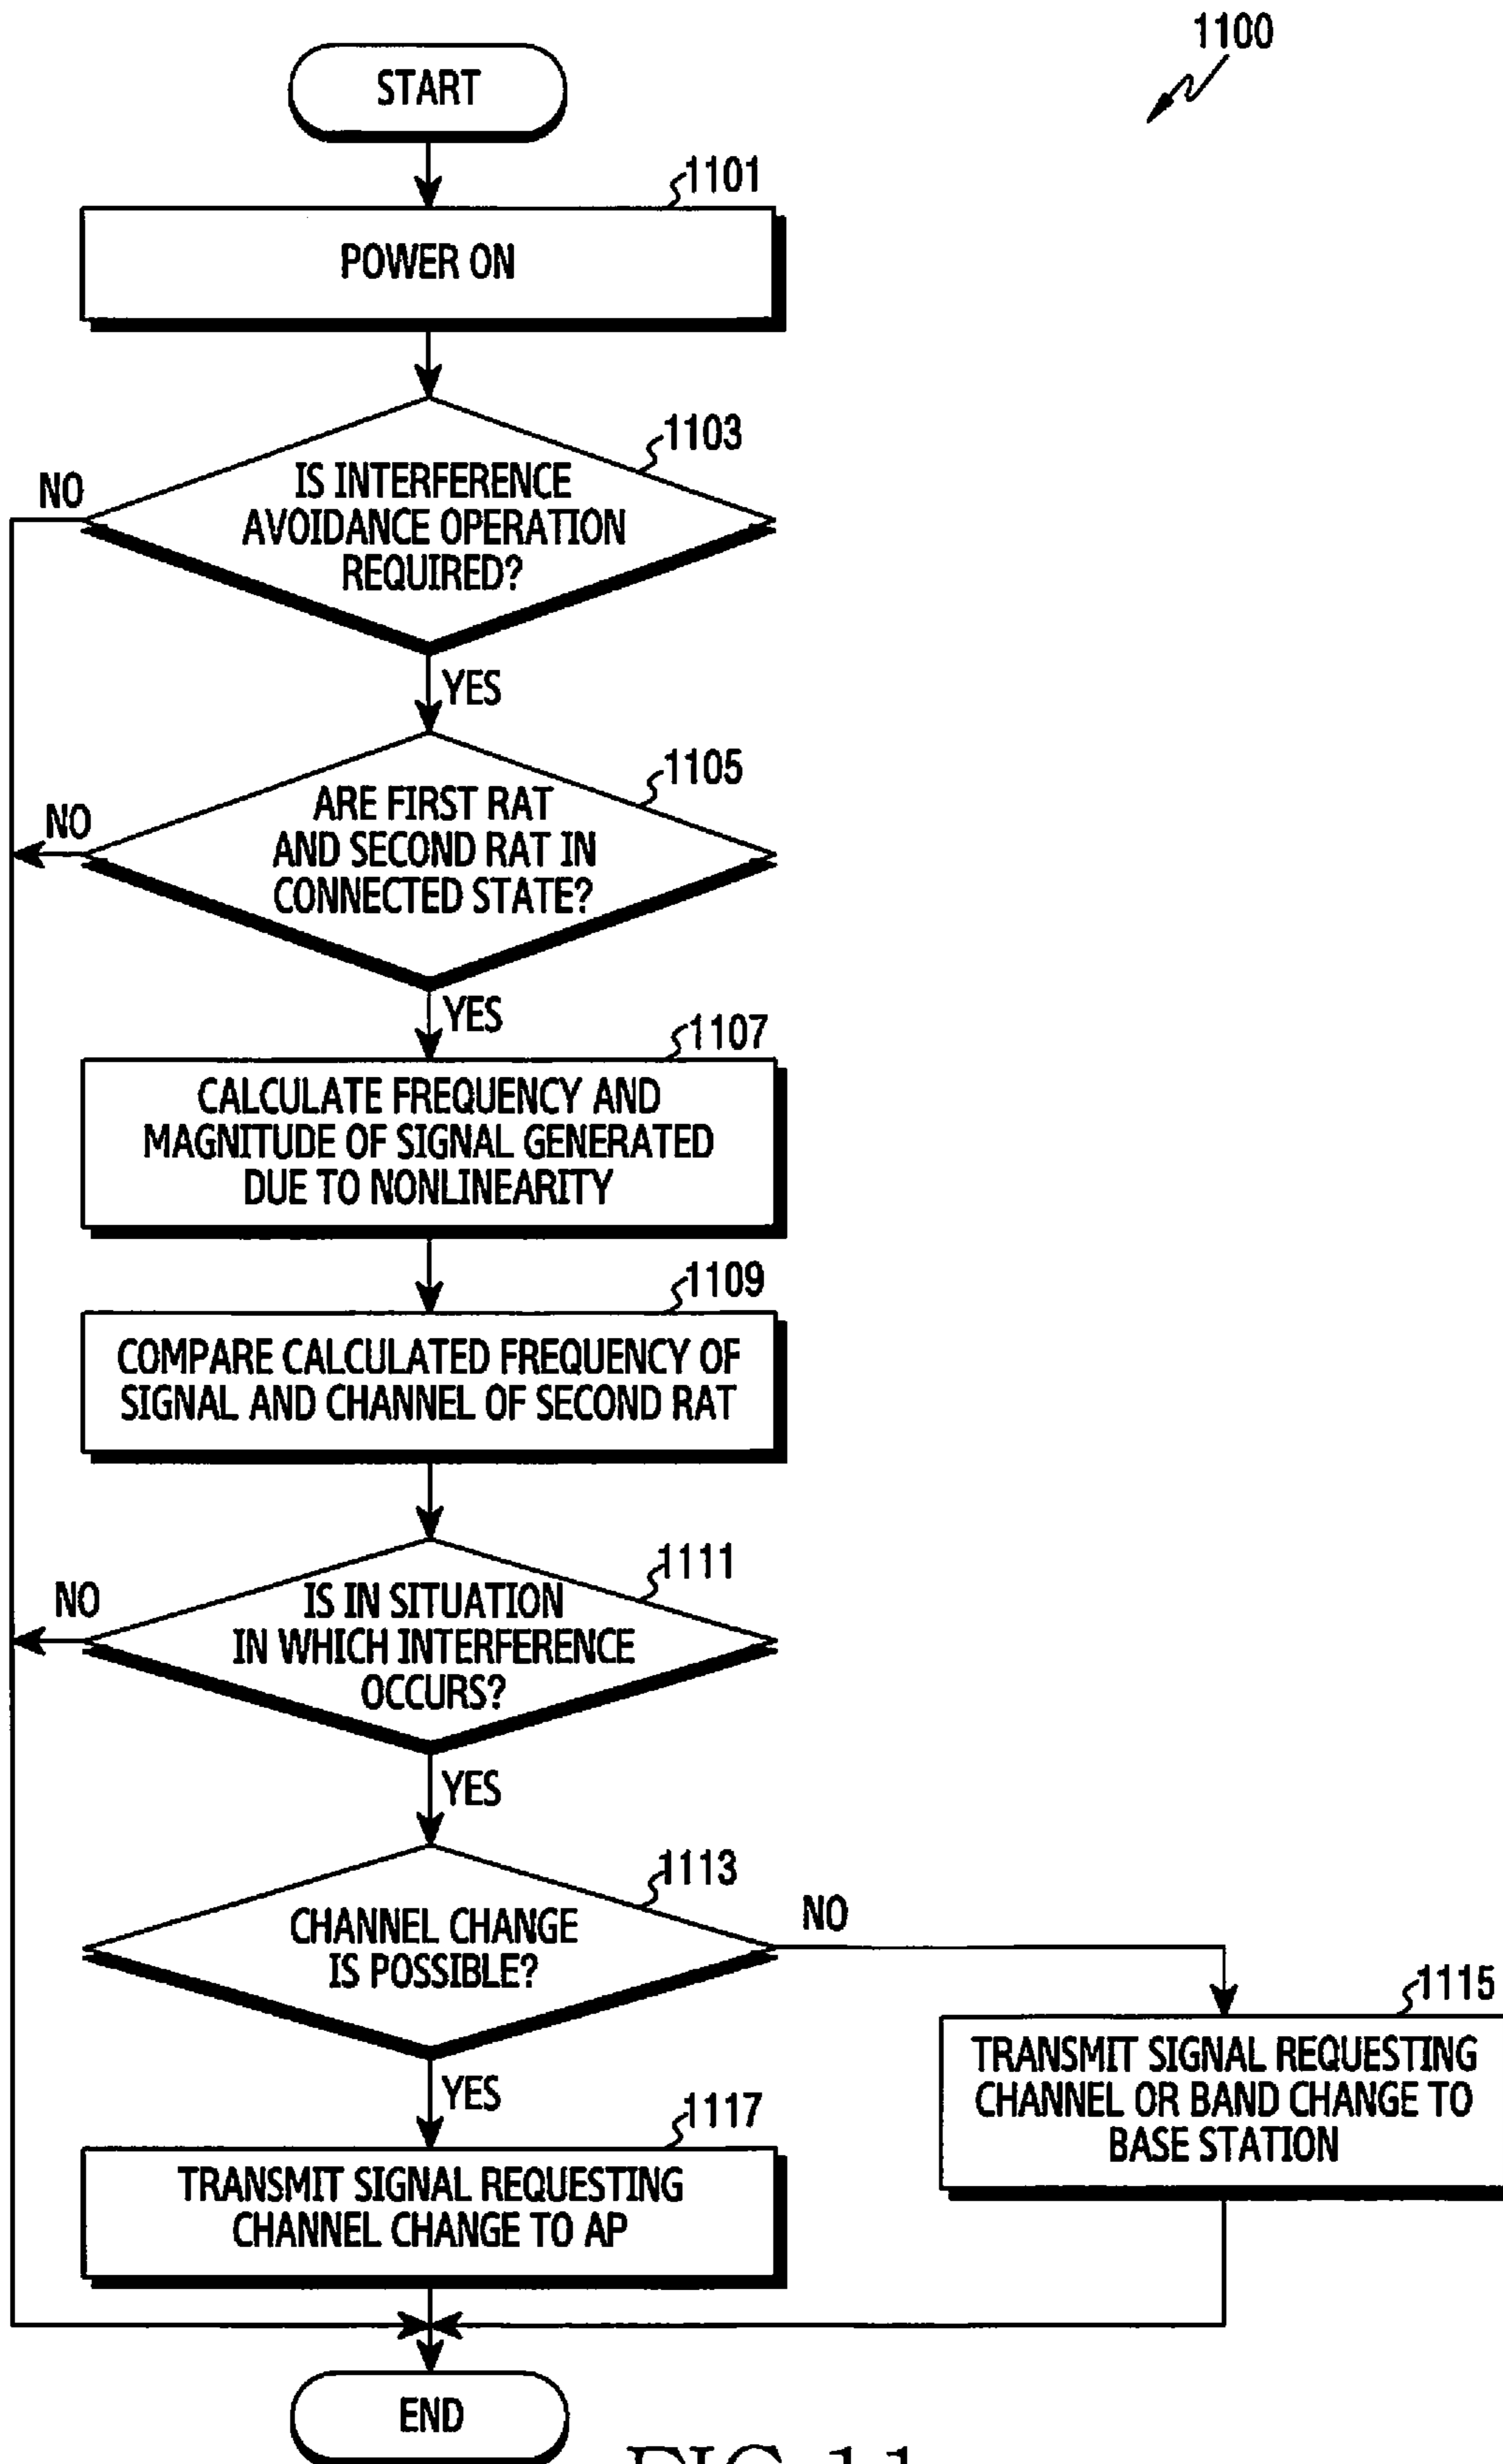 1100
START
1101
POWER ON
1103
NO
IS INTERFERENCE
AVOIDANCE OPERATION
REQUIRED?
YES
1105
NO
ARE FIRST RAT
AND SECOND RAT IN
CONNECTED STATE?
YES
1107
CALCULATE FREQUENCY AND
MAGNITUDE OF SIGNAL GENERATED
DUE TO NONLINEARITY
1109
COMPARE CALCULATED FREQUENCY OF
SIGNAL AND CHANNEL OF SECOND RAT
1111
NO
IS IN SITUATION
IN WHICH INTERFERENCE
OCCURS?
YES
1113
NO
CHANNEL CHANGE
IS POSSIBLE?
1115
TRANSMIT SIGNAL REQUESTING
CHANNEL OR BAND CHANGE TO
BASE STATION
YES
1117
TRANSMIT SIGNAL REQUESTING
CHANNEL CHANGE TO AP
END
FIG. 11